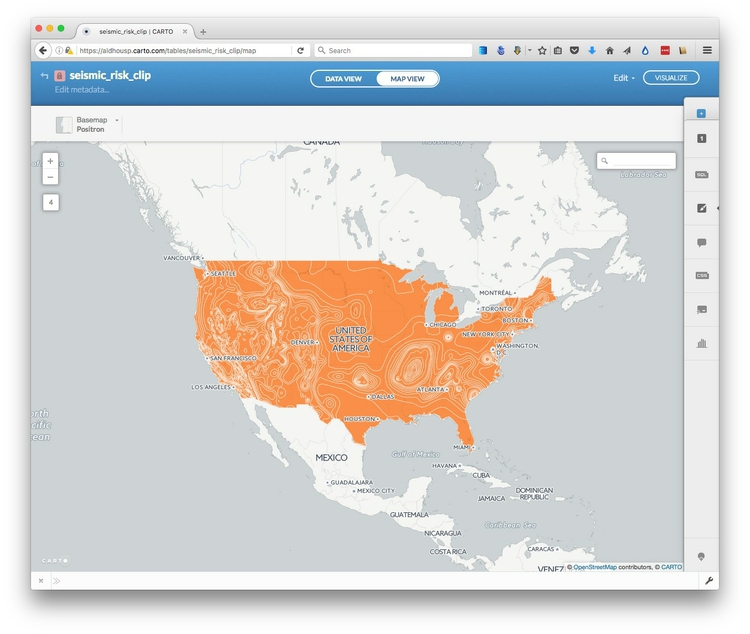 seismic_risk_clip | CARTO
https://aldhousp.carto.com/tables/seismic_risk_clip/map
Search
seismic_risk_clip
Edit metadata...
DATA VIEW
MAP VIEW
Edit
VISUALIZE
Basemap
Positron
1
SQL
CSS
+
−
4
CANADA
Labrador Sea
VANCOUVER
SEATTLE
MONTRÉAL
TORONTO
CHICAGO
BOSTON
NEW YORK CITY
UNITED
STATES OF
AMERICA
DENVER
WASHINGTON,
D.C.
SAN FRANCISCO
LOS ANGELES
ATLANTA
DALLAS
HOUSTON
orth
cific
ean
MIAMI
Gulf of Mexico
MEXICO
HAVANA
CUBA
GUADALAJARA
MEXICO CITY
DOMINICAN
REPUBLIC
JAMAICA
GUATEMALA
Caribbean Sea
NICARAGUA
COSTA RICA
CARACAS
CARTO
VENEZ
© OpenStreetMap contributors, © CARTO